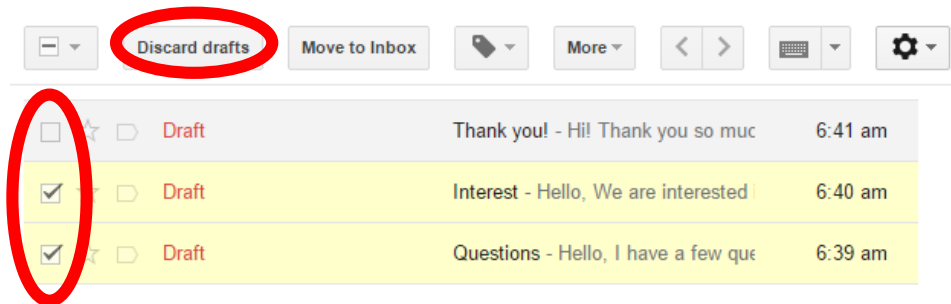 Discard drafts Move to Inbox More
Draft Thank you! - Hi! Thank you so muc 6:41 am
Draft Interest - Hello, We are interested 6:40 am
Draft Questions - Hello, I have a few que 6:39 am